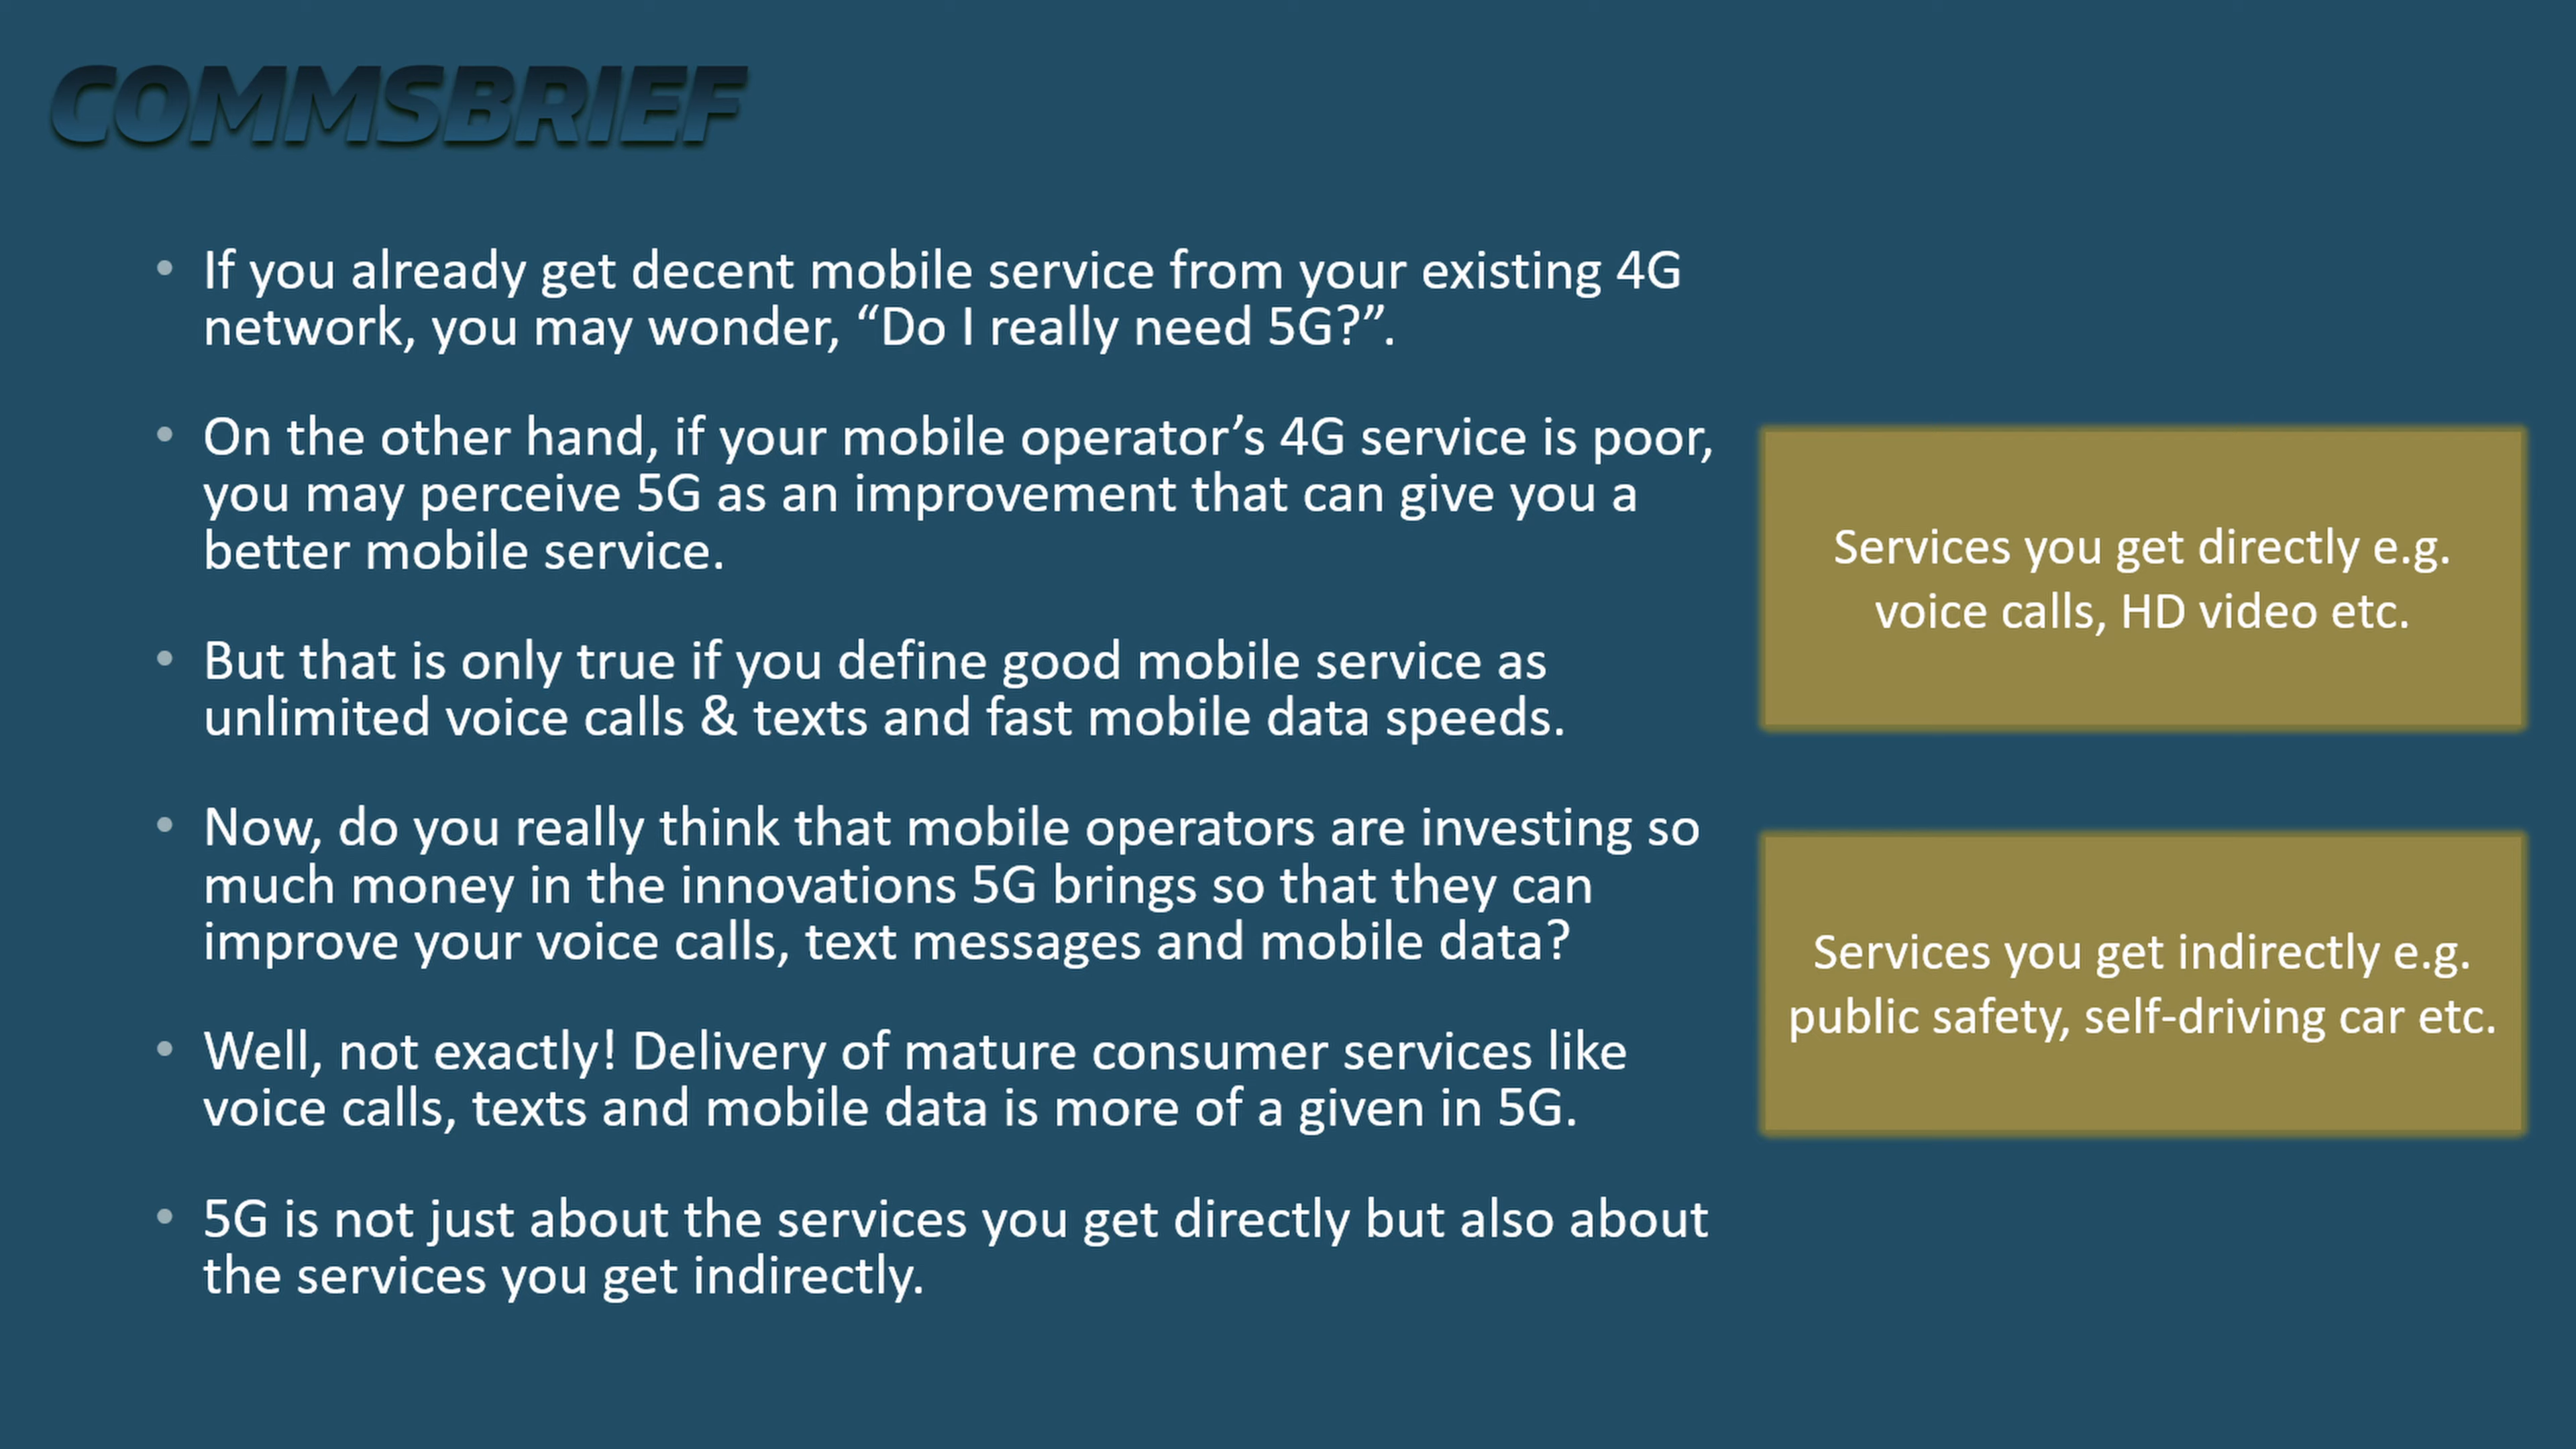 COMMSBRIEF
• If you already get decent mobile service from your existing 4G
network, you may wonder, “Do I really need 5G?”.
• On the other hand, if your mobile operator’s 4G service is poor,
you may perceive 5G as an improvement that can give you a
better mobile service.
• But that is only true if you define good mobile service as
unlimited voice calls & texts and fast mobile data speeds.
• Now, do you really think that mobile operators are investing so
much money in the innovations 5G brings so that they can
improve your voice calls, text messages and mobile data?
• Well, not exactly! Delivery of mature consumer services like
voice calls, texts and mobile data is more of a given in 5G.
• 5G is not just about the services you get directly but also about
the services you get indirectly.
Services you get directly e.g.
voice calls, HD video etc.
Services you get indirectly e.g.
public safety, self-driving car etc.